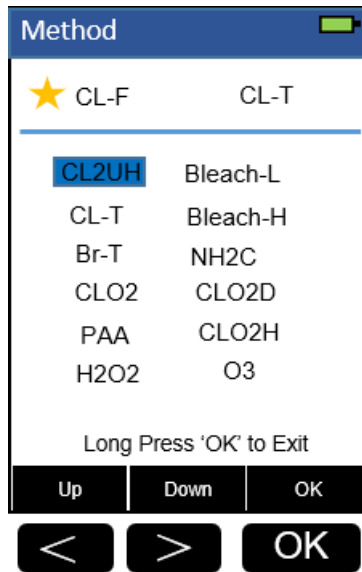 Method
CL-F CL-T
CL2UH Bleach-L
CL-T Bleach-H
Br-T NH2C
CLO2 CLO2D
PAA CLO2H
H2O2 O3
Long Press 'OK' to Exit
Up Down OK
< > OK